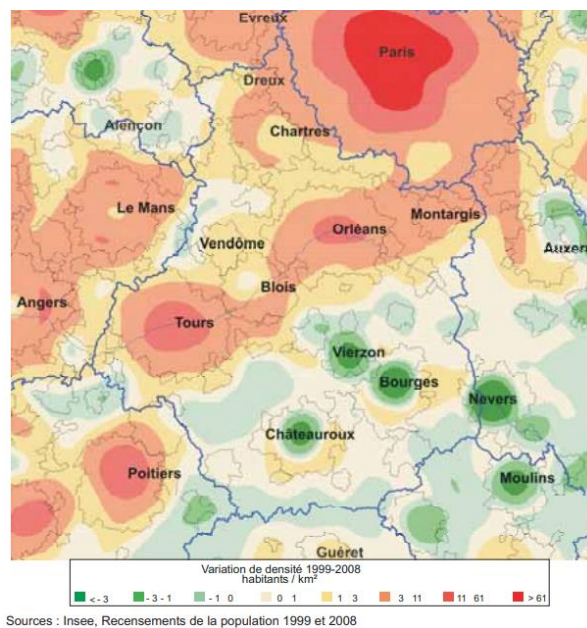 Evreux
Paris
Dreux
Alençon
Chartres
Le Mans
Montargis
Orléans
Vendôme
Auxerr
Blois
Angers
Tours
Vierzon
Bourges
Nevers
Châteauroux
Poitiers
Moulins
Guéret
Variation de densité 1999-2008
habitants / km²
< - 3 - 3 - 1 - 1 0 0 1 1 3 3 11 11 61 > 61
Sources : Insee, Recensements de la population 1999 et 2008